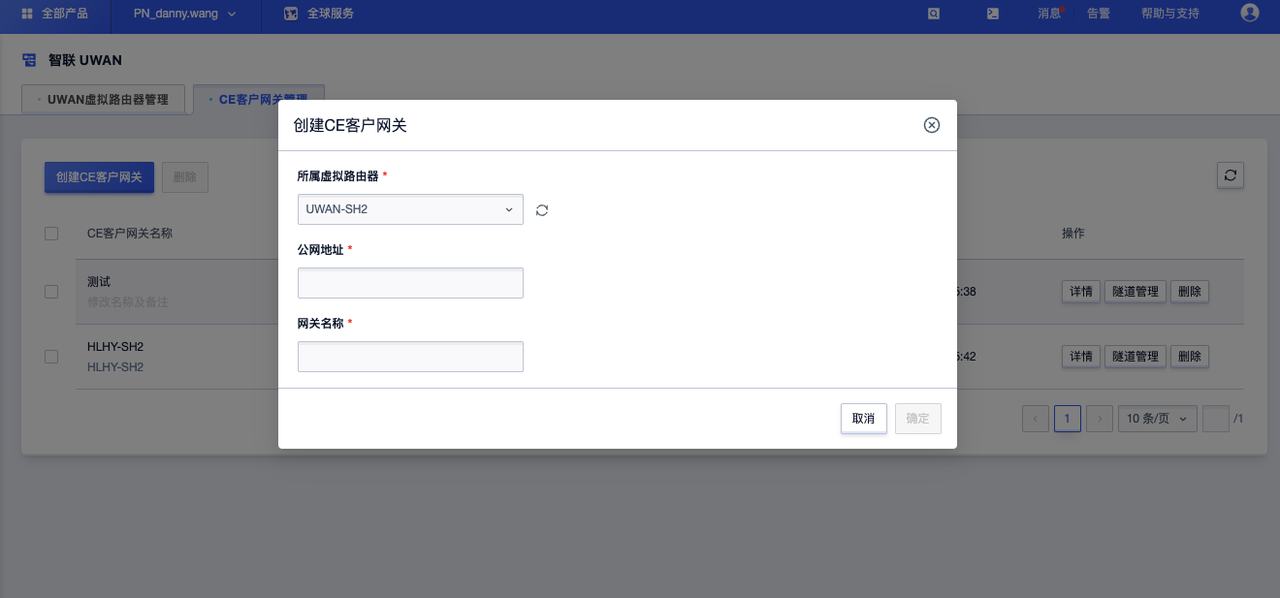 全部产品 PN_danny.wang 全球服务 消息 告警 帮助与支持
智联 UWAN
UWAN虚拟路由器管理 CE客户网关管理
创建CE客户网关
所属虚拟路由器 *
UWAN-SH2
公网地址 *
网关名称 *
取消 确定
创建CE客户网关 删除
CE客户网关名称 操作
测试
修改名称及备注
5:38 详情 隧道管理 删除
HLHY-SH2
HLHY-SH2
5:42 详情 隧道管理 删除
1 10 条/页 /1